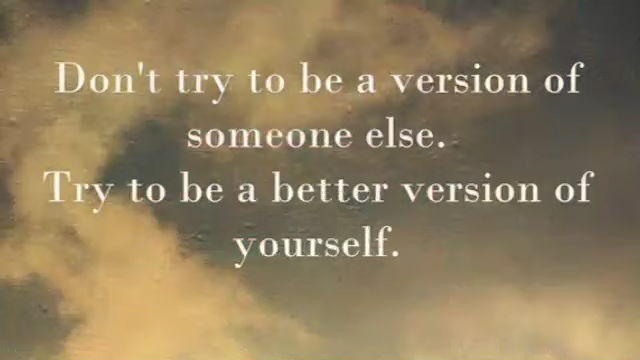 Don't try to be a version of
someone else.
Try to be a better version of
yourself.